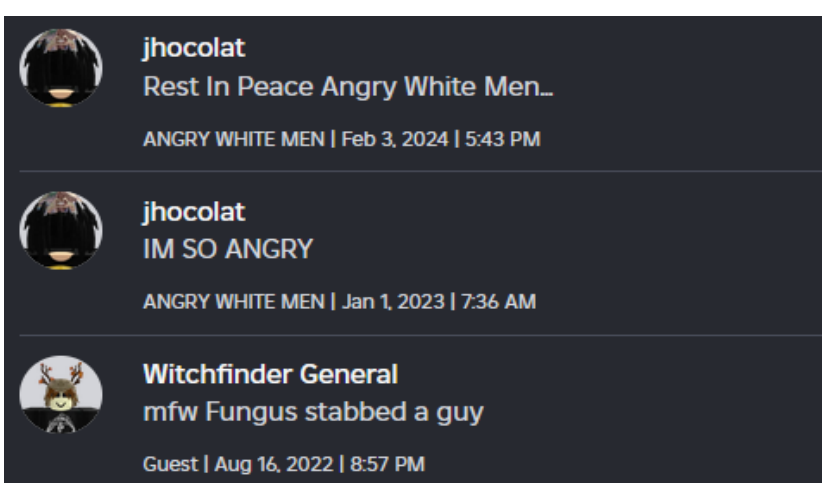 jhocolat
Rest In Peace Angry White Men...
ANGRY WHITE MEN | Feb 3, 2024 | 5:43 PM
jhocolat
IM SO ANGRY
ANGRY WHITE MEN | Jan 1, 2023 | 7:36 AM
Witchfinder General
mfw Fungus stabbed a guy
Guest | Aug 16, 2022 | 8:57 PM